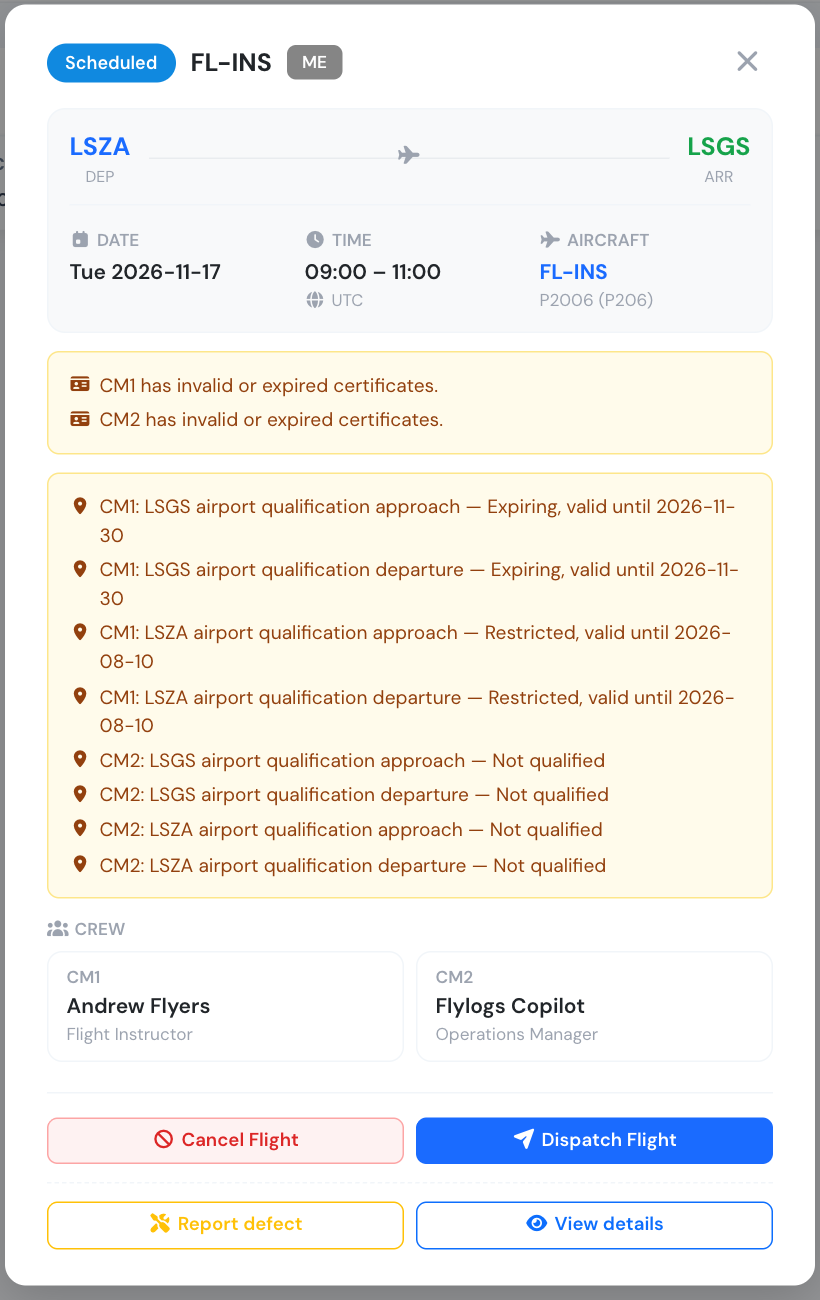 Scheduled FL-INS ME
LSZA LSGS
DEP ARR
DATE TIME AIRCRAFT
Tue 2026-11-17 09:00 – 11:00 FL-INS
UTC P2006 (P206)
CM1 has invalid or expired certificates.
CM2 has invalid or expired certificates.
CM1: LSGS airport qualification approach — Expiring, valid until 2026-11-
30
CM1: LSGS airport qualification departure — Expiring, valid until 2026-11-
30
CM1: LSZA airport qualification approach — Restricted, valid until 2026-
08-10
CM1: LSZA airport qualification departure — Restricted, valid until 2026-
08-10
CM2: LSGS airport qualification approach — Not qualified
CM2: LSGS airport qualification departure — Not qualified
CM2: LSZA airport qualification approach — Not qualified
CM2: LSZA airport qualification departure — Not qualified
CREW
CM1 CM2
Andrew Flyers Flylogs Copilot
Flight Instructor Operations Manager
Cancel Flight Dispatch Flight
Report defect View details